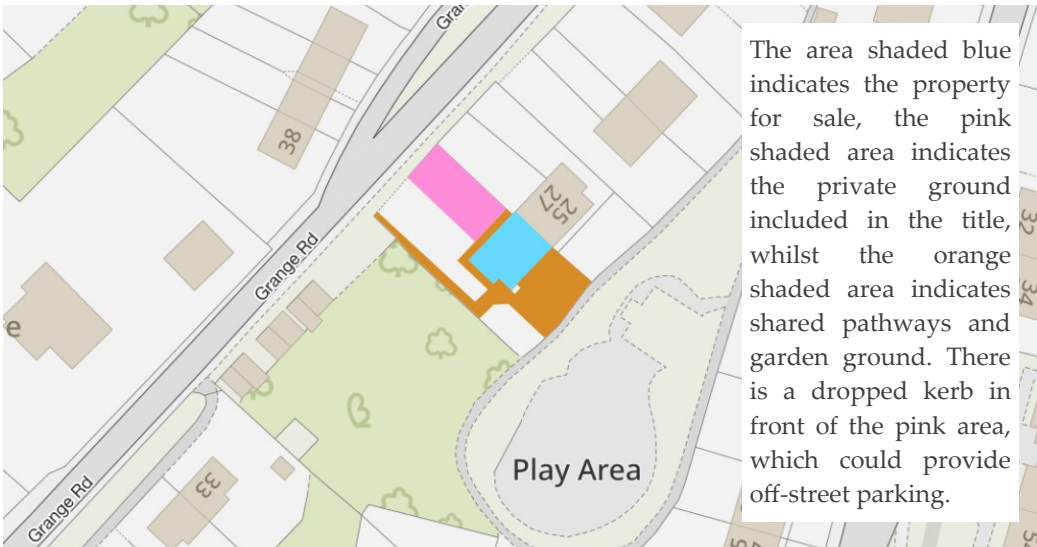 Gra
38
Grange Rd
25
27
e
Grange Rd
33
Play Area
32
34
The area shaded blue
indicates the property
for sale, the pink
shaded area indicates
the private ground
included in the title,
whilst the orange
shaded area indicates
shared pathways and
garden ground. There
is a dropped kerb in
front of the pink area,
which could provide
off-street parking.